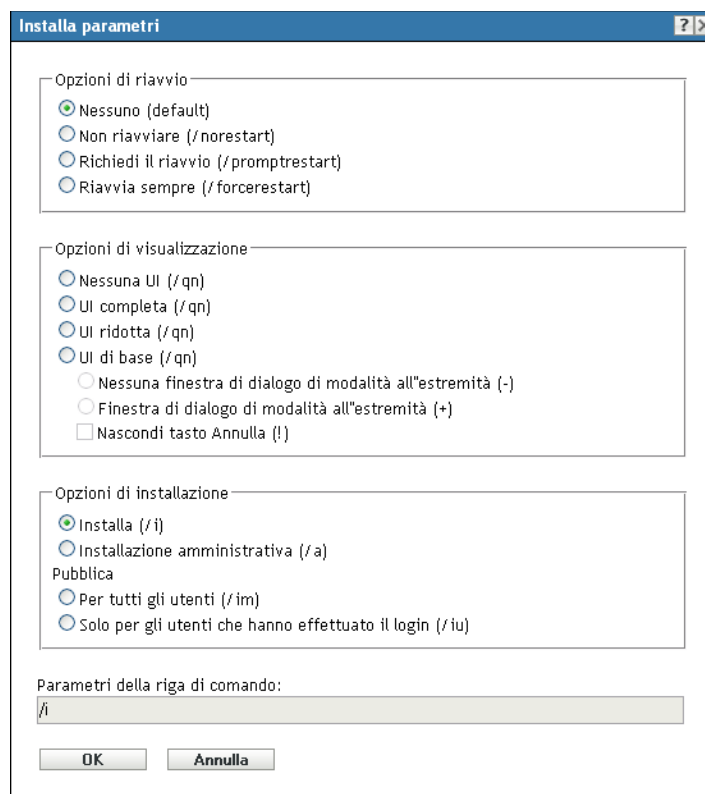 Installa parametri
Opzioni di riavvio
Nessuno (default)
Non riavviare (/norestart)
Richiedi il riavvio (/promptrestart)
Riavvia sempre (/forcerestart)
Opzioni di visualizzazione
Nessuna UI (/qn)
UI completa (/qn)
UI ridotta (/qn)
UI di base (/qn)
Nessuna finestra di dialogo di modalità all"estremità (-)
Finestra di dialogo di modalità all"estremità (+)
Nascondi tasto Annulla (!)
Opzioni di installazione
Installa (/i)
Installazione amministrativa (/a)
Pubblica
Per tutti gli utenti (/im)
Solo per gli utenti che hanno effettuato il login (/iu)
Parametri della riga di comando:
/i
OK Annulla